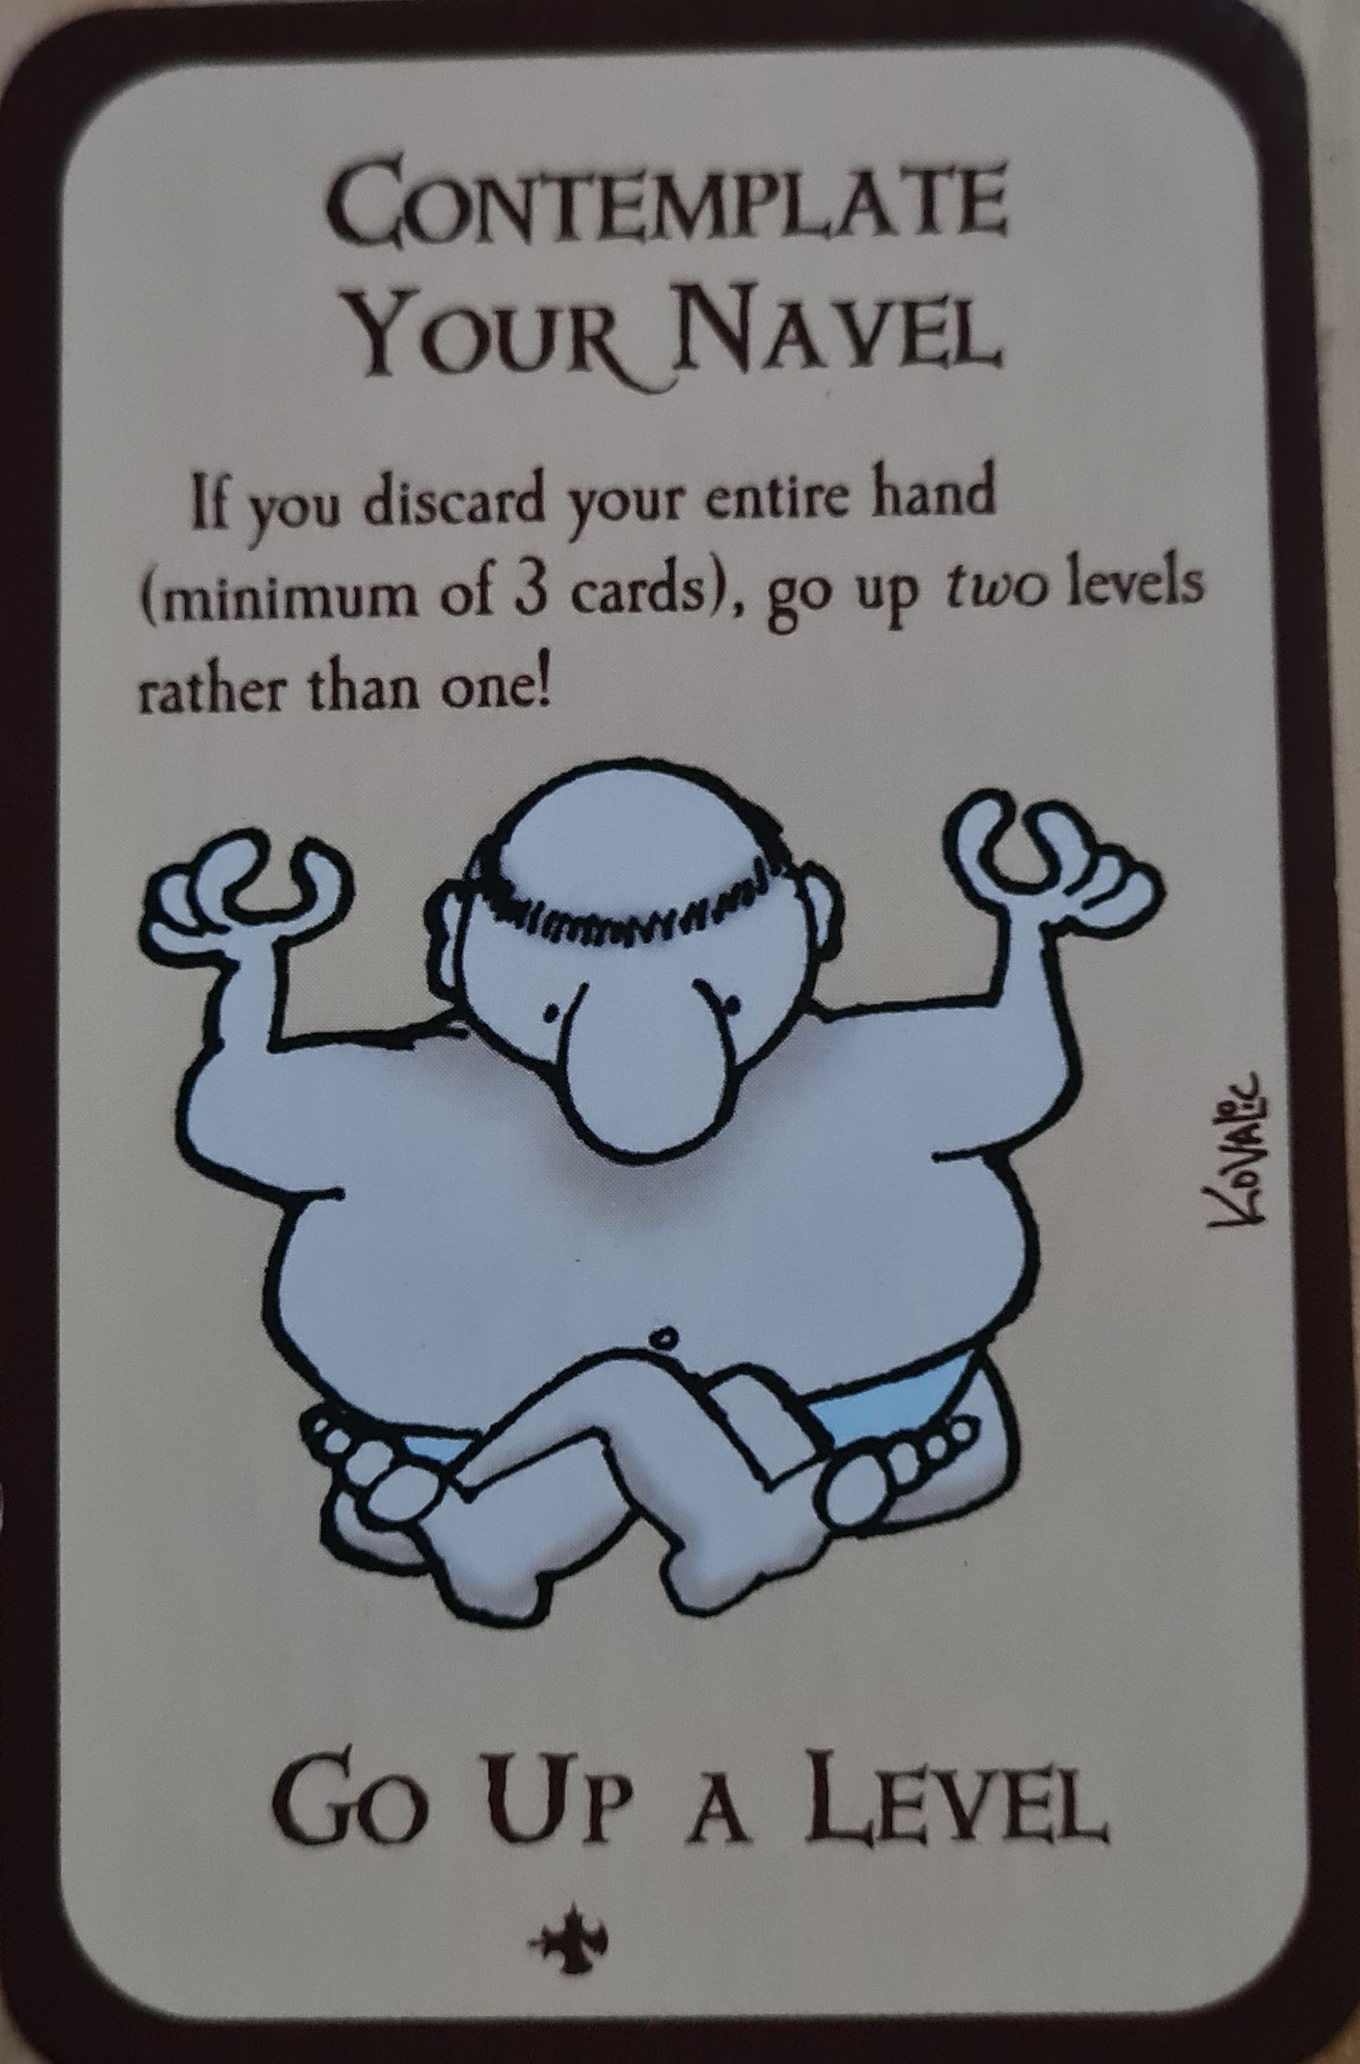 CONTEMPLATE
YOUR NAVEL
If you discard your entire hand
(minimum of 3 cards), go up two levels
rather than one!
KOVALIC
GO UP A LEVEL